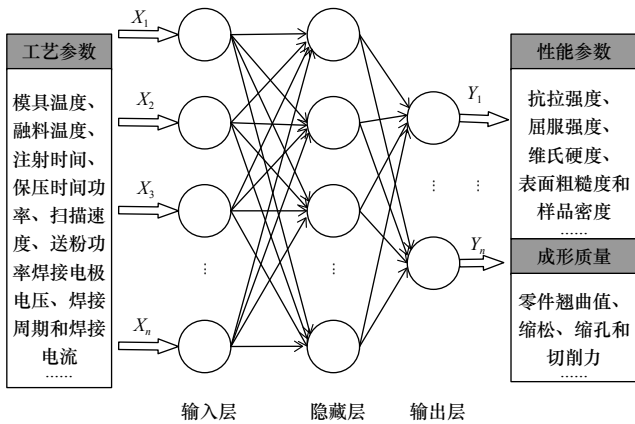 工艺参数
模具温度、
融料温度、
注射时间、
保压时间功
率、扫描速
度、送粉功
率焊接电极
电压、焊接
周期和焊接
电流
......
X1
X2
X3
⋮
Xn
⋮
Y1
⋮
⋮
Yn
性能参数
抗拉强度、
屈服强度、
维氏硬度、
表面粗糙度和
样品密度
......
成形质量
零件翘曲值、
缩松、缩孔和
切削力
......
输入层
隐藏层
输出层